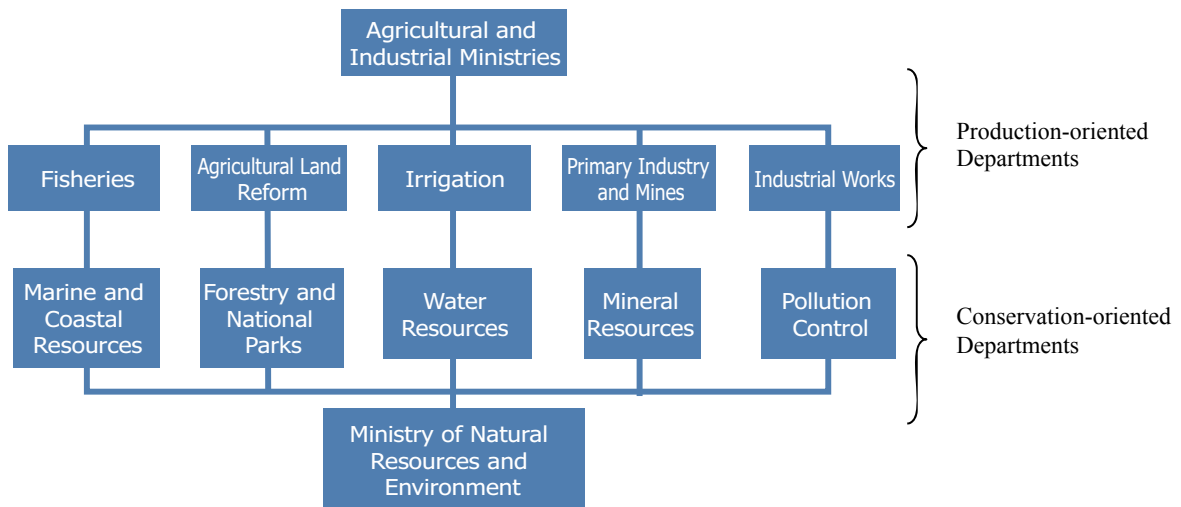 Agricultural and
Industrial Ministries
Production-oriented
Departments
Fisheries
Agricultural Land
Reform
Irrigation
Primary Industry
and Mines
Industrial Works
Marine and
Coastal
Resources
Forestry and
National
Parks
Water
Resources
Mineral
Resources
Pollution
Control
Conservation-oriented
Departments
Ministry of Natural
Resources and
Environment